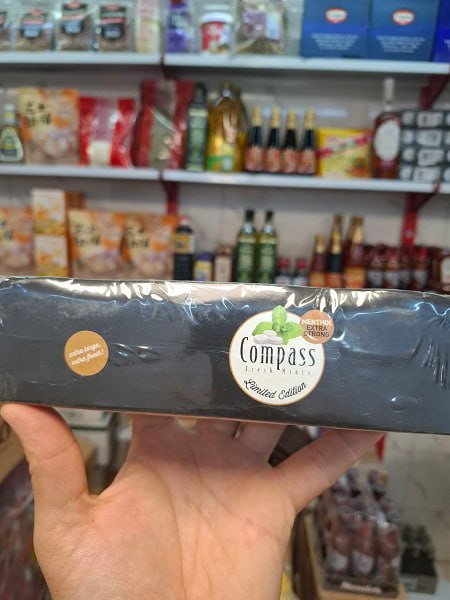 extra large,
extra fresh!
MENTHOL
EXTRA
STRONG
Compass
Fresh Mints
Limited Edition